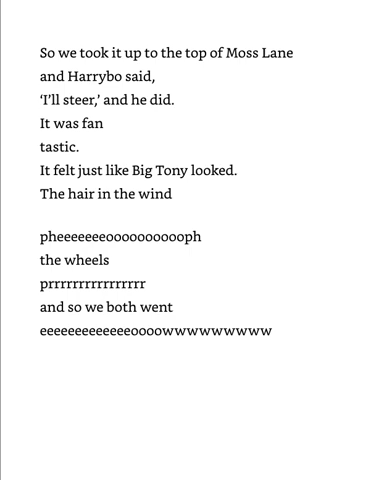 So we took it up to the top of Moss Lane
and Harrybo said,
‘I’ll steer,’ and he did.
It was fan
tastic.
It felt just like Big Tony looked.
The hair in the wind
pheeeeeeeooooooooooph
the wheels
prrrrrrrrrrrrrrrr
and so we both went
eeeeeeeeeeeeeoooowwwwwwwww